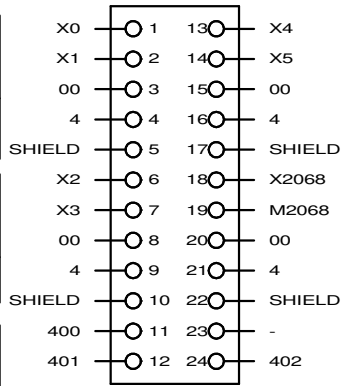 X0 1 13 X4
X1 2 14 X5
00 3 15 00
4 4 16 4
SHIELD 5 17 SHIELD
X2 6 18 X2068
X3 7 19 M2068
00 8 20 00
4 9 21 4
SHIELD 10 22 SHIELD
400 11 23 -
401 12 24 402